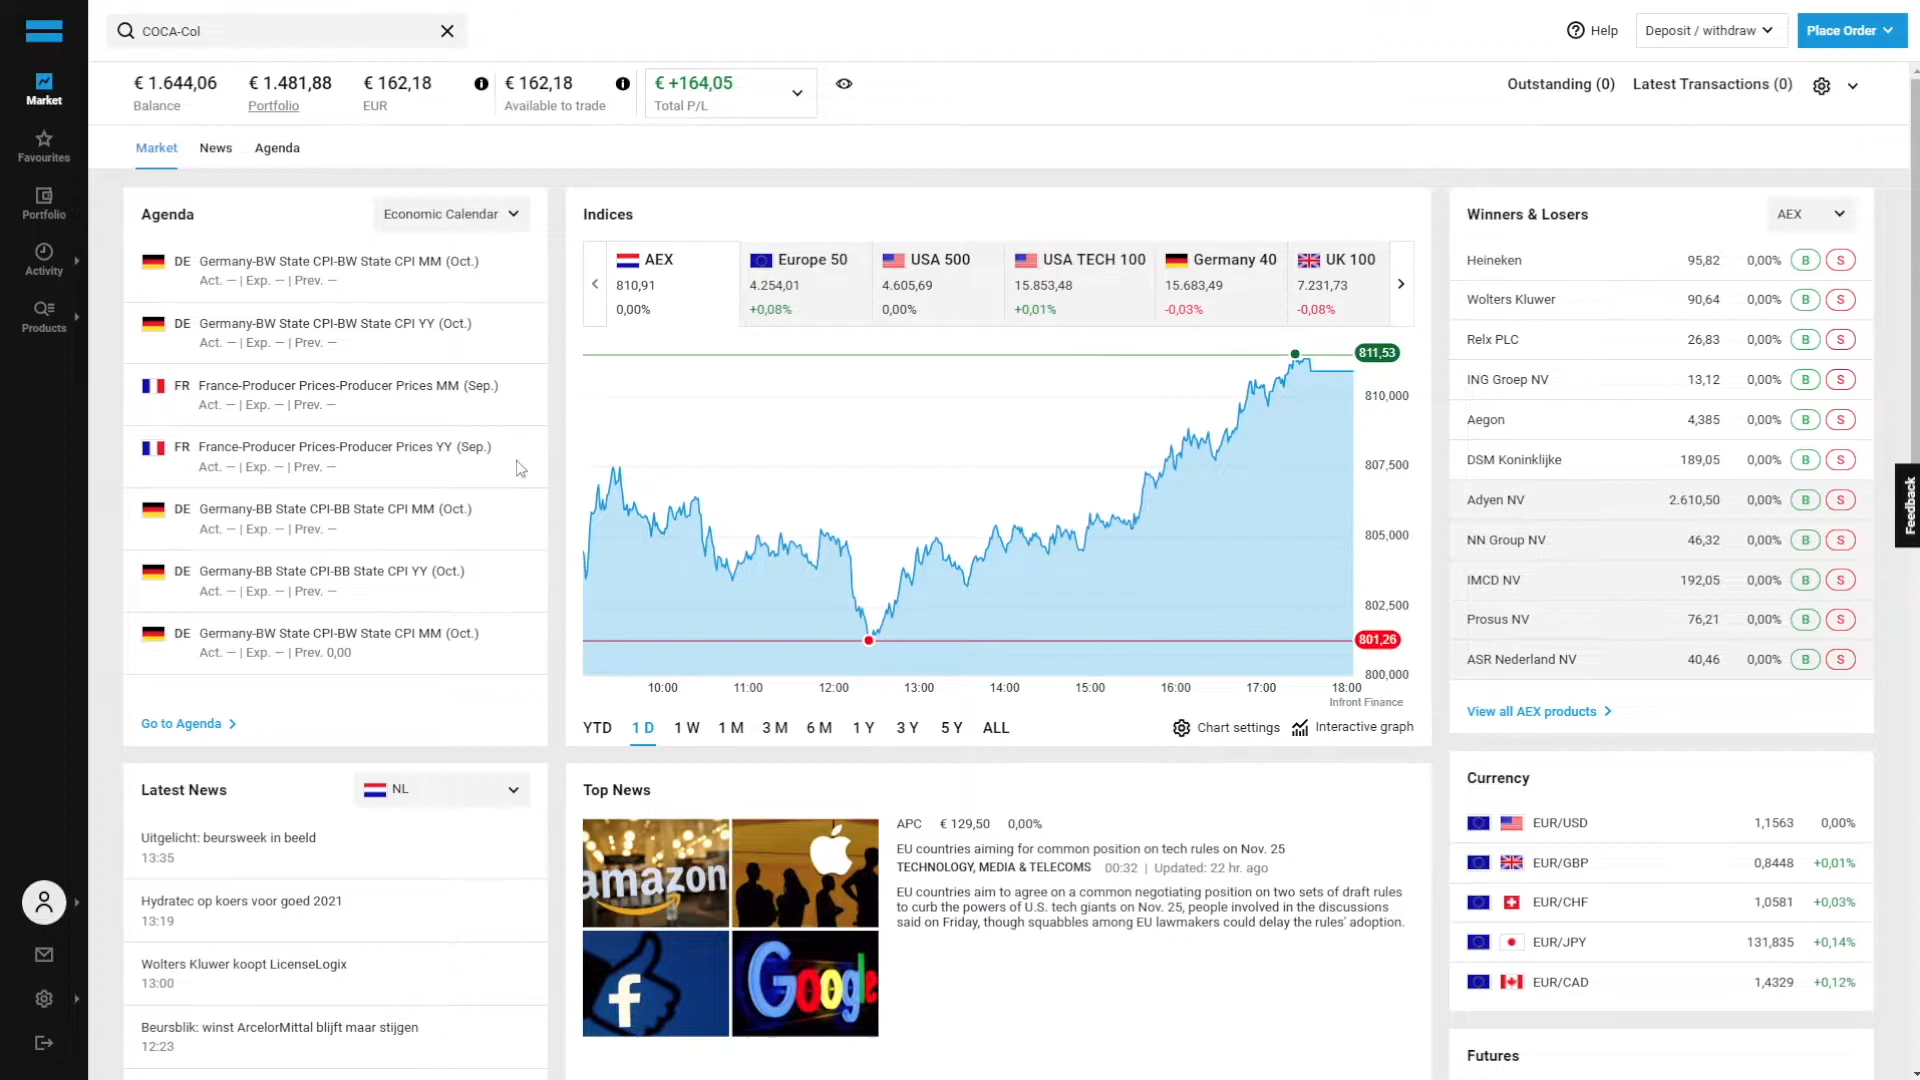 COCA-Col
Help
Deposit / withdraw
Place Order
Market
Favourites
Portfolio
Activity
Products
€ 1.644,06
Balance
€ 1.481,88
Portfolio
€ 162,18
EUR
€ 162,18
Available to trade
€ +164,05
Total P/L
Outstanding (0)
Latest Transactions (0)
Market
News
Agenda
Agenda
Economic Calendar
DE Germany-BW State CPI-BW State CPI MM (Oct.)
Act. — | Exp. — | Prev. —
DE Germany-BW State CPI-BW State CPI YY (Oct.)
Act. — | Exp. — | Prev. —
FR France-Producer Prices-Producer Prices MM (Sep.)
Act. — | Exp. — | Prev. —
FR France-Producer Prices-Producer Prices YY (Sep.)
Act. — | Exp. — | Prev. —
DE Germany-BB State CPI-BB State CPI MM (Oct.)
Act. — | Exp. — | Prev. —
DE Germany-BB State CPI-BB State CPI YY (Oct.)
Act. — | Exp. — | Prev. —
DE Germany-BW State CPI-BW State CPI MM (Oct.)
Act. — | Exp. — | Prev. 0,00
Go to Agenda
Indices
AEX
810,91
0,00%
Europe 50
4.254,01
+0,08%
USA 500
4.605,69
0,00%
USA TECH 100
15.853,48
+0,01%
Germany 40
15.683,49
-0,03%
UK 100
7.231,73
-0,08%
811,53
810,000
807,500
805,000
802,500
801,26
800,000
10:00 11:00 12:00 13:00 14:00 15:00 16:00 17:00 18:00
Infront Finance
YTD 1 D 1 W 1 M 3 M 6 M 1 Y 3 Y 5 Y ALL
Chart settings
Interactive graph
Winners & Losers
AEX
Heineken 95,82 0,00% B S
Wolters Kluwer 90,64 0,00% B S
Relx PLC 26,83 0,00% B S
ING Groep NV 13,12 0,00% B S
Aegon 4,385 0,00% B S
DSM Koninklijke 189,05 0,00% B S
Adyen NV 2.610,50 0,00% B S
NN Group NV 46,32 0,00% B S
IMCD NV 192,05 0,00% B S
Prosus NV 76,21 0,00% B S
ASR Nederland NV 40,46 0,00% B S
View all AEX products
Feedback
Latest News
NL
Uitgelicht: beursweek in beeld
13:35
Hydratec op koers voor goed 2021
13:19
Wolters Kluwer koopt LicenseLogix
13:00
Beursblik: winst ArcelorMittal blijft maar stijgen
12:23
Top News
amazon
f
Google
APC € 129,50 0,00%
EU countries aiming for common position on tech rules on Nov. 25
TECHNOLOGY, MEDIA & TELECOMS 00:32 | Updated: 22 hr. ago
EU countries aim to agree on a common negotiating position on two sets of draft rules
to curb the powers of U.S. tech giants on Nov. 25, people involved in the discussions
said on Friday, though squabbles among EU lawmakers could delay the rules' adoption.
Currency
EUR/USD 1,1563 0,00%
EUR/GBP 0,8448 +0,01%
EUR/CHF 1,0581 +0,03%
EUR/JPY 131,835 +0,14%
EUR/CAD 1,4329 +0,12%
Futures